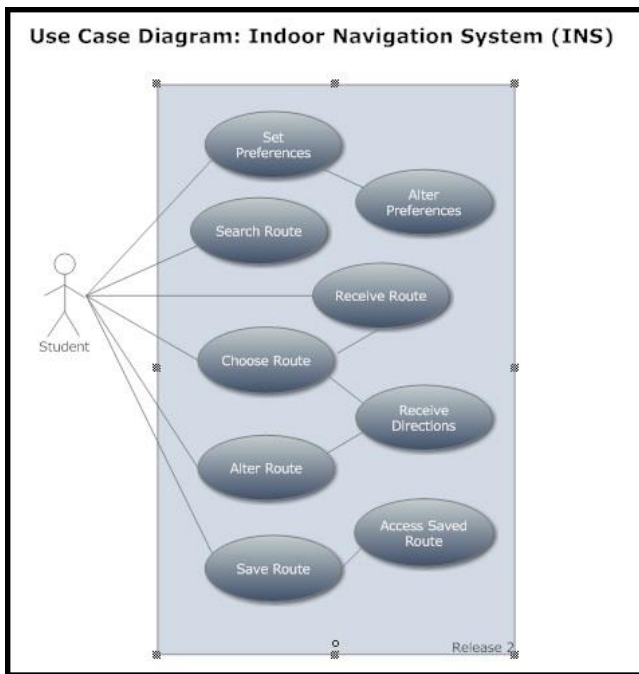 Use Case Diagram: Indoor Navigation System (INS)
Set
Preferences
Alter
Preferences
Search Route
Receive Route
Student
Choose Route
Receive
Directions
Alter Route
Access Saved
Route
Save Route
Release 2